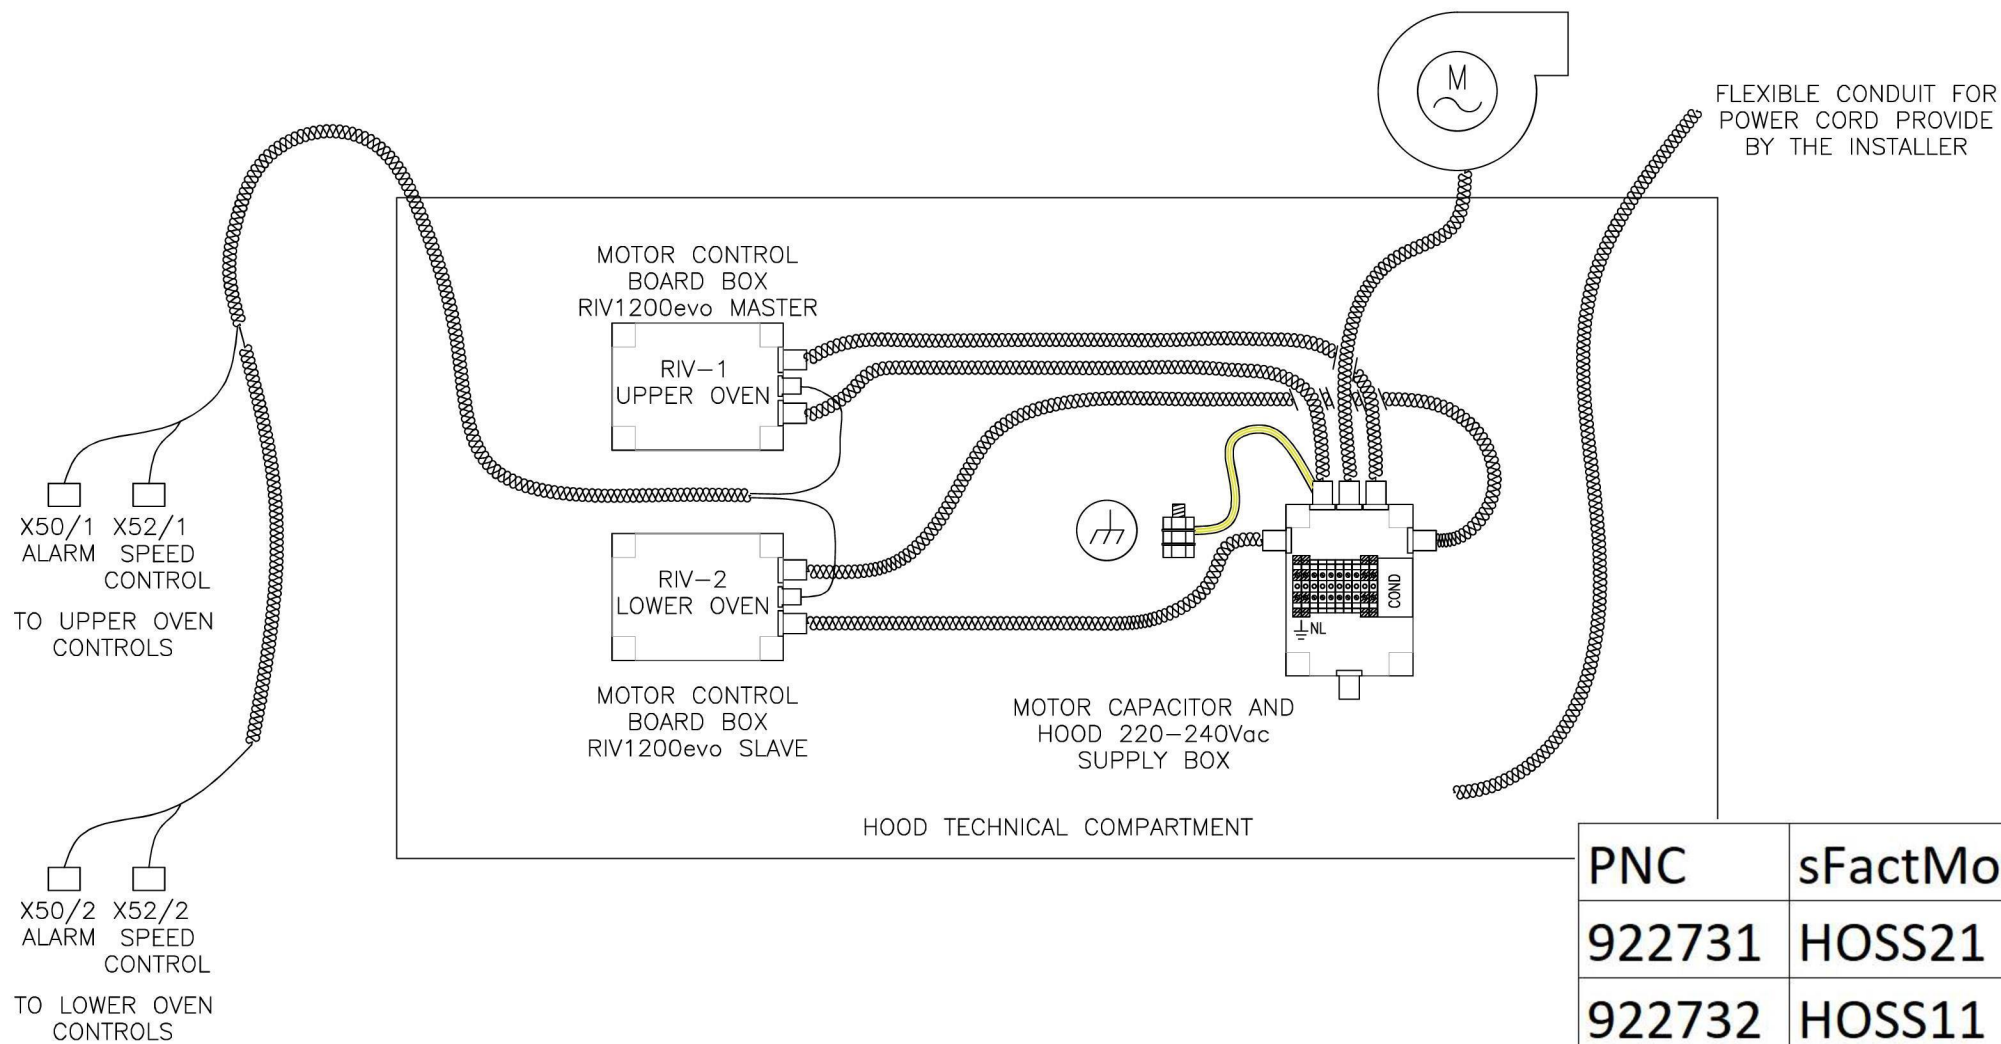 M
FLEXIBLE CONDUIT FOR
POWER CORD PROVIDE
BY THE INSTALLER
MOTOR CONTROL
BOARD BOX
RIV1200evo MASTER
RIV-1
UPPER OVEN
X50/1
ALARM
X52/1
SPEED
CONTROL
TO UPPER OVEN
CONTROLS
RIV-2
LOWER OVEN
COND
NL
MOTOR CONTROL
BOARD BOX
RIV1200evo SLAVE
MOTOR CAPACITOR AND
HOOD 220-240Vac
SUPPLY BOX
HOOD TECHNICAL COMPARTMENT
X50/2
ALARM
X52/2
SPEED
CONTROL
TO LOWER OVEN
CONTROLS
PNC sFactMo
922731 HOSS21
922732 HOSS11